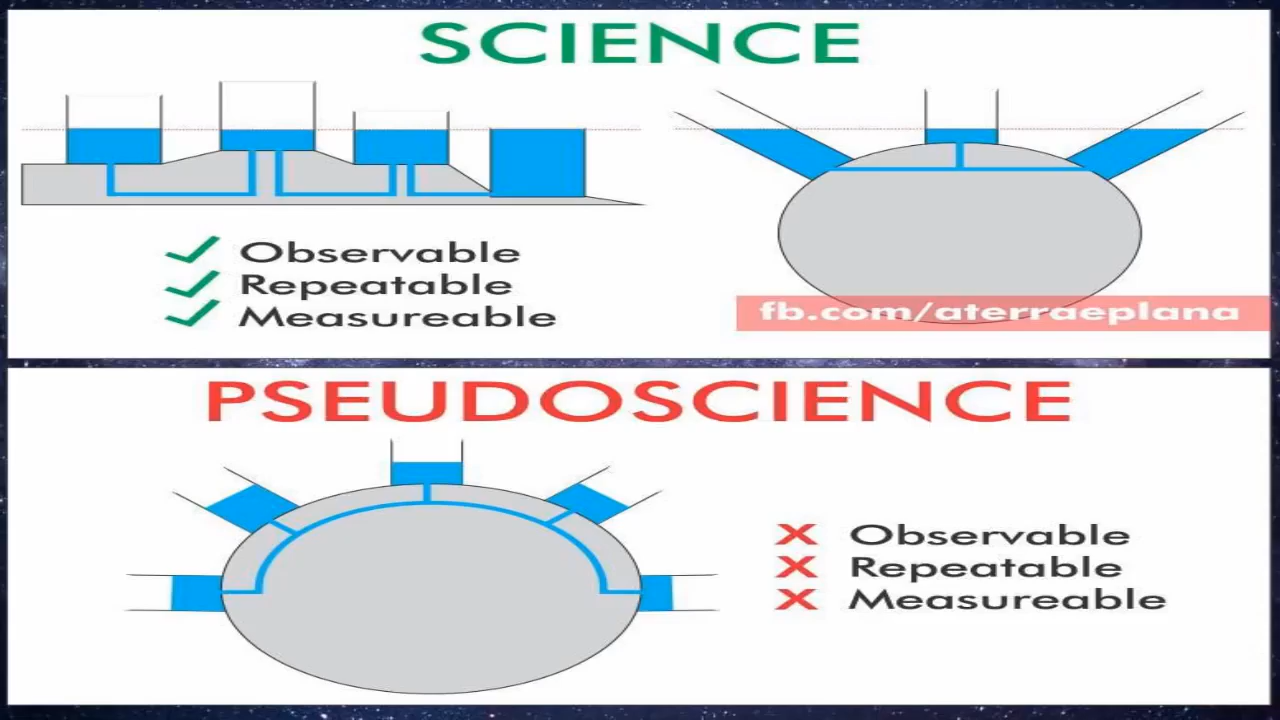 SCIENCE
Observable
Repeatable
Measureable
fb.com/aterraeplana
PSEUDOSCIENCE
Observable
Repeatable
Measureable